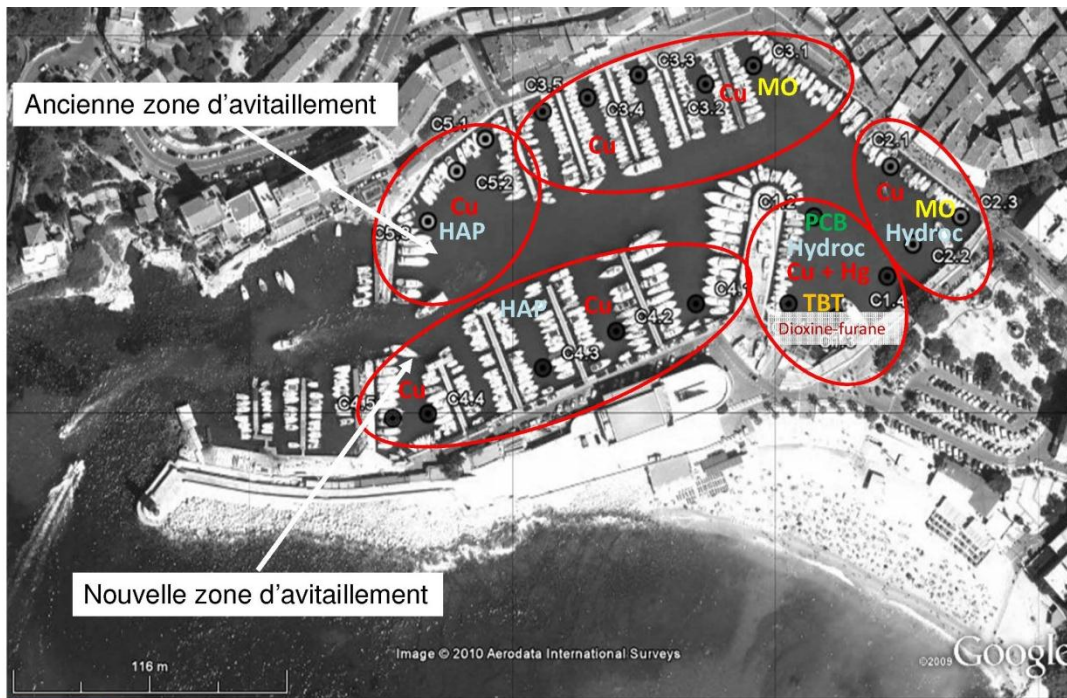 Ancienne zone d'avitaillement
C3.5
C3.4
C3.3
C3.2
C3.1
Cu
MO
Cu
C5.1
C5.2
Cu
HAP
C2.1
Cu
MO
C2.3
Hydroc
C2.2
C1.2
PCB
Hydroc
Cu + Hg
C1.4
TBT
Dioxine-furane
HAP
Cu
C4.2
C4.3
Cu
C4.5
C4.4
Nouvelle zone d'avitaillement
116 m
Image © 2010 Aerodata International Surveys
©2009 Google